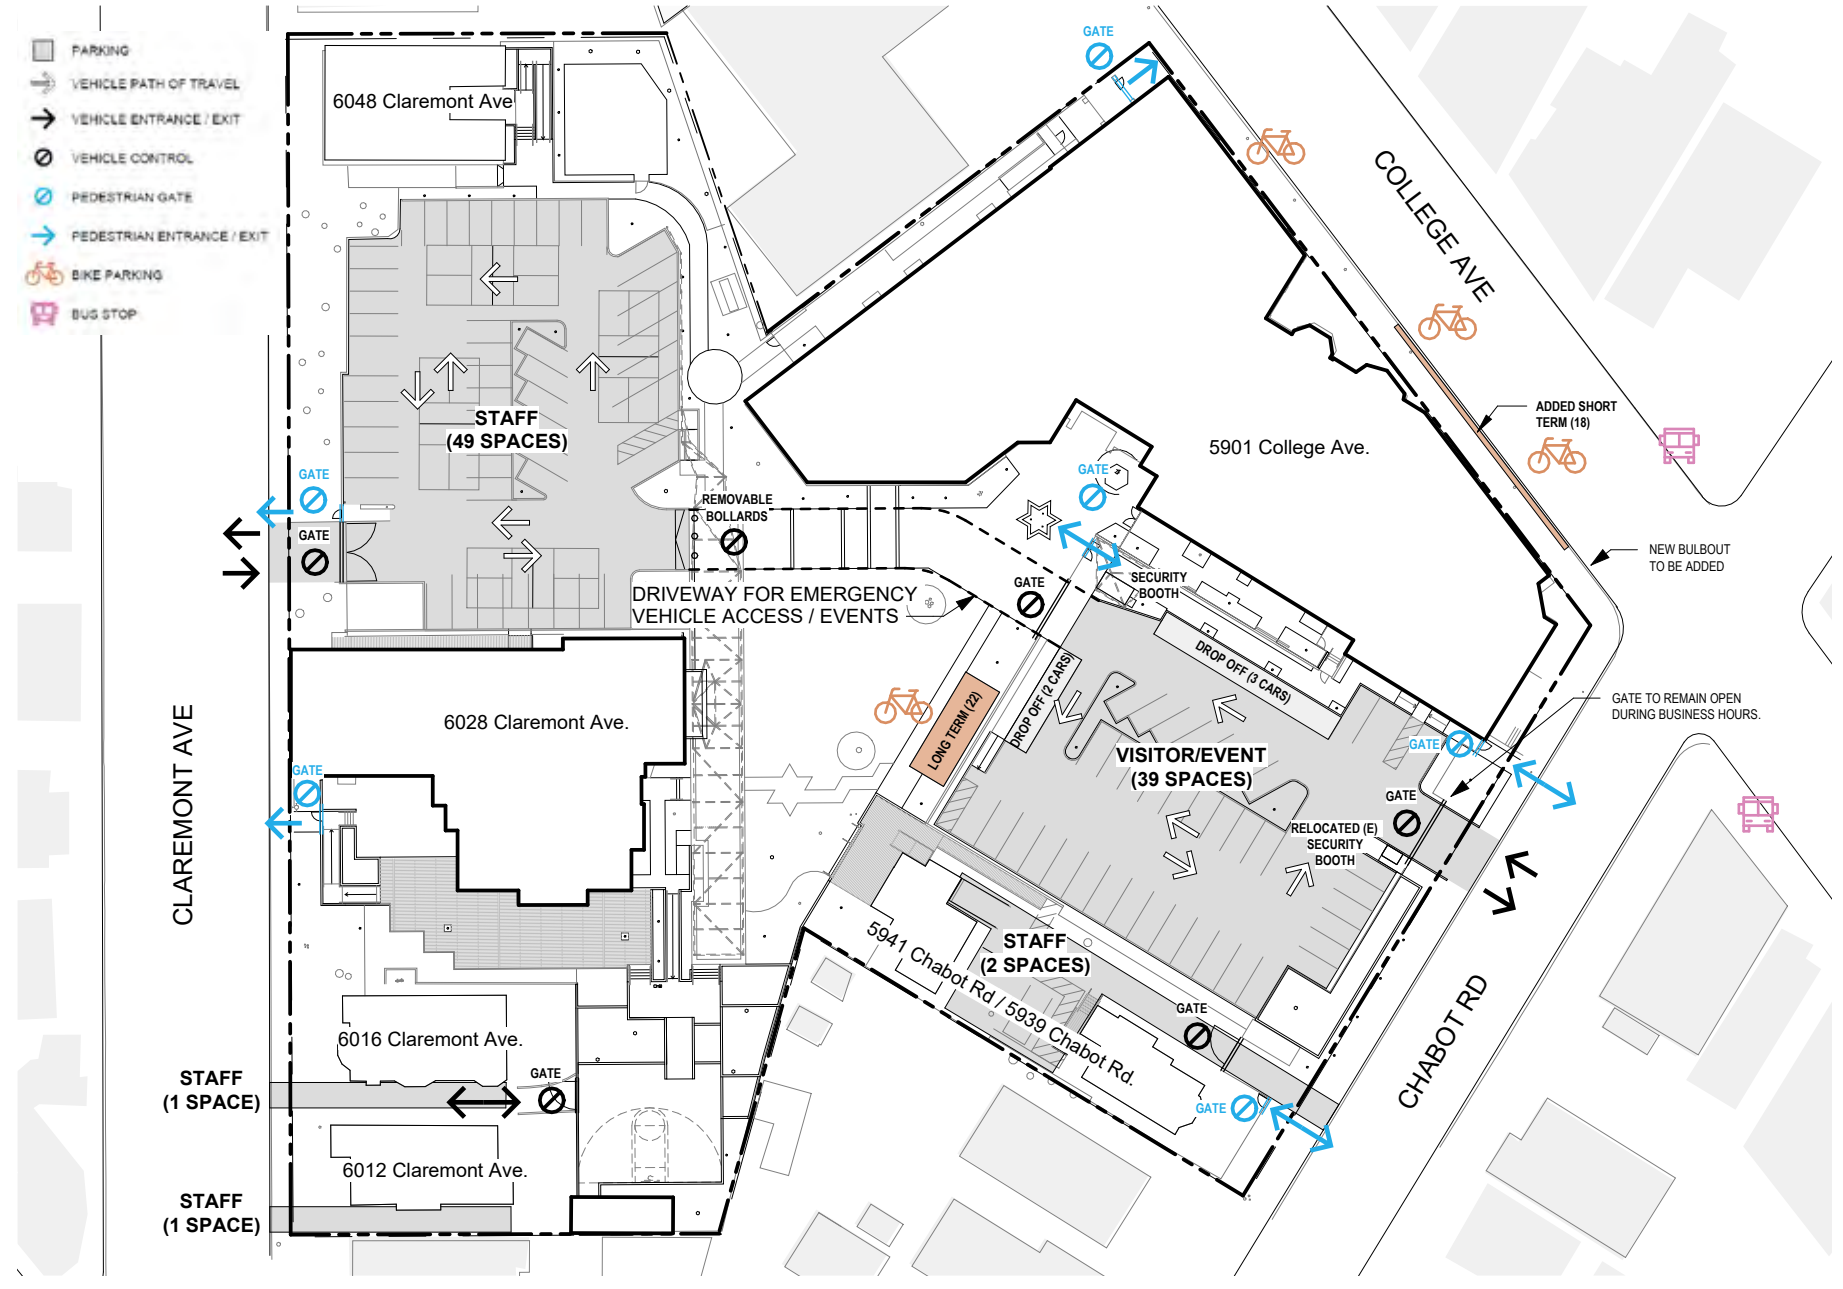 PARKING
VEHICLE PATH OF TRAVEL
VEHICLE ENTRANCE / EXIT
VEHICLE CONTROL
PEDESTRIAN GATE
PEDESTRIAN ENTRANCE / EXIT
BIKE PARKING
BUS STOP
6048 Claremont Ave
GATE
COLLEGE AVE
STAFF
(49 SPACES)
ADDED SHORT
TERM (18)
5901 College Ave.
GATE
GATE
GATE
REMOVABLE
BOLLARDS
NEW BULBOUT
TO BE ADDED
SECURITY
BOOTH
GATE
DRIVEWAY FOR EMERGENCY
VEHICLE ACCESS / EVENTS
DROP OFF (3 CARS)
DROP OFF (2 CARS)
LONG TERM (22)
GATE TO REMAIN OPEN
DURING BUSINESS HOURS.
6028 Claremont Ave.
GATE
VISITOR/EVENT
(39 SPACES)
GATE
GATE
RELOCATED (E)
SECURITY
BOOTH
CLAREMONT AVE
STAFF
(2 SPACES)
5941 Chabot Rd / 5939 Chabot Rd.
GATE
CHABOT RD
6016 Claremont Ave.
STAFF
(1 SPACE)
GATE
GATE
6012 Claremont Ave.
STAFF
(1 SPACE)